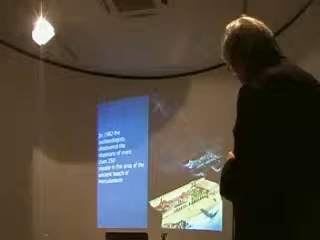 In 1982 the
archaeologists
discovered the
skeletons of more
than 250
people in the area of the
ancient beach of
Herculaneum